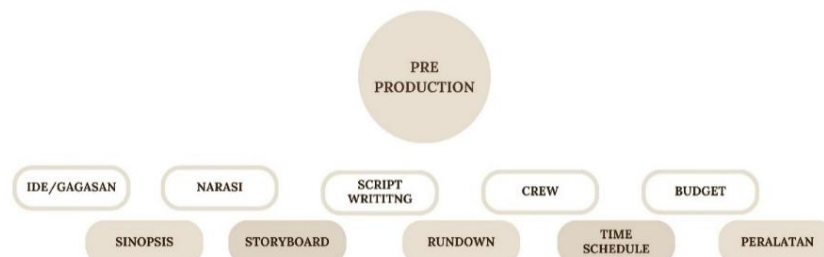 PRE
PRODUCTION
IDE/GAGASAN
NARASI
SCRIPT
WRITITNG
CREW
BUDGET
SINOPSIS
STORYBOARD
RUNDOWN
TIME
SCHEDULE
PERALATAN